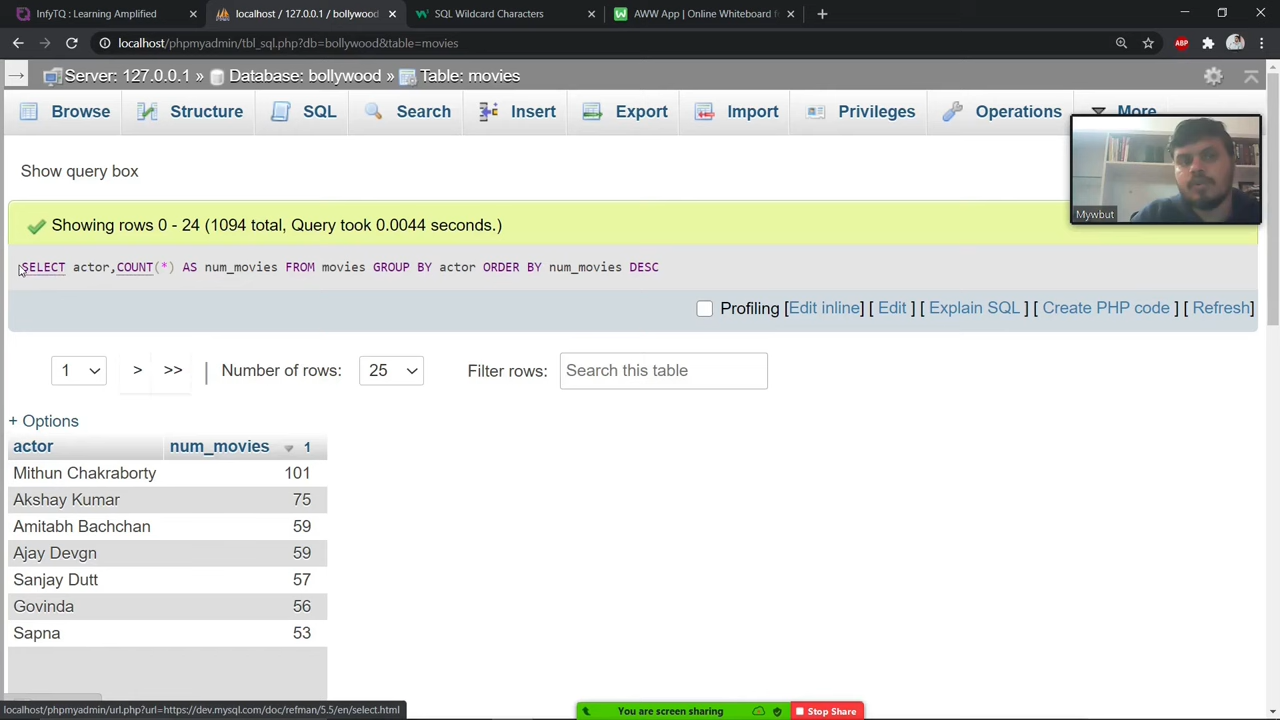 InfyTQ : Learning Amplified
localhost / 127.0.0.1 / bollywood
SQL Wildcard Characters
AWW App | Online Whiteboard f
localhost/phpmyadmin/tbl_sql.php?db=bollywood&table=movies
ABP
Server: 127.0.0.1 » Database: bollywood » Table: movies
Browse Structure SQL Search Insert Export Import Privileges Operations More
Mywbut
Show query box
Showing rows 0 - 24 (1094 total, Query took 0.0044 seconds.)
SELECT actor,COUNT(*) AS num_movies FROM movies GROUP BY actor ORDER BY num_movies DESC
Profiling [Edit inline] [ Edit ] [ Explain SQL ] [ Create PHP code ] [ Refresh]
1 > >> | Number of rows: 25 Filter rows: Search this table
+ Options
actor num_movies 1
Mithun Chakraborty 101
Akshay Kumar 75
Amitabh Bachchan 59
Ajay Devgn 59
Sanjay Dutt 57
Govinda 56
Sapna 53
localhost/phpmyadmin/url.php?url=https://dev.mysql.com/doc/refman/5.5/en/select.html
You are screen sharing Stop Share